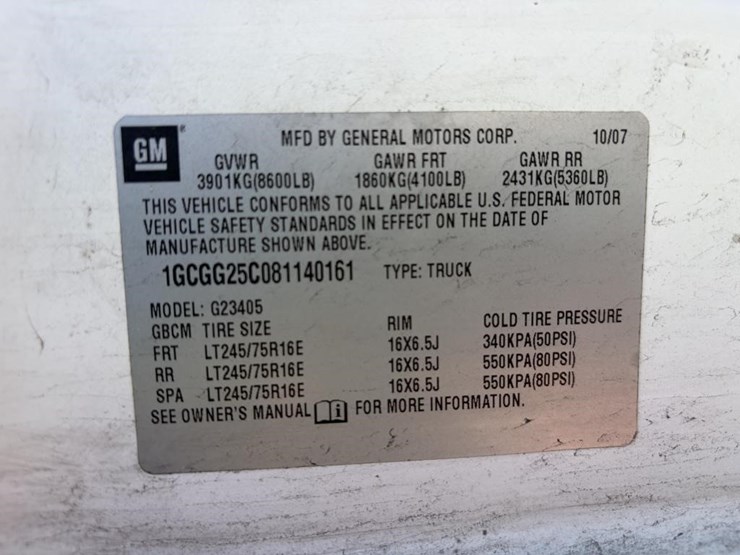 GM
MFD BY GENERAL MOTORS CORP. 10/07
GVWR GAWR FRT GAWR RR
3901KG(8600LB) 1860KG(4100LB) 2431KG(5360LB)
THIS VEHICLE CONFORMS TO ALL APPLICABLE U.S. FEDERAL MOTOR
VEHICLE SAFETY STANDARDS IN EFFECT ON THE DATE OF
MANUFACTURE SHOWN ABOVE.
1GCGG25C081140161 TYPE: TRUCK
MODEL: G23405
GBCM TIRE SIZE RIM COLD TIRE PRESSURE
FRT LT245/75R16E 16X6.5J 340KPA(50PSI)
RR LT245/75R16E 16X6.5J 550KPA(80PSI)
SPA LT245/75R16E 16X6.5J 550KPA(80PSI)
SEE OWNER'S MANUAL i FOR MORE INFORMATION.